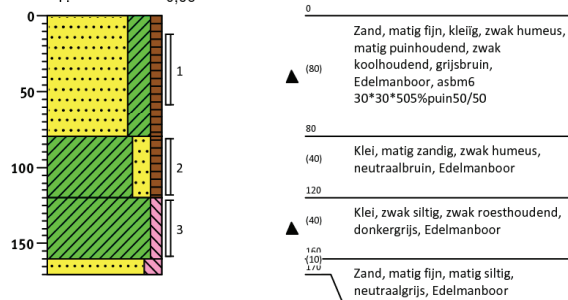 0
50
100
150
1
2
3
0
(80)
Zand, matig fijn, kleiïg, zwak humeus,
matig puinhoudend, zwak
koolhoudend, grijsbruin,
Edelmanboor, asbm6
30*30*505%puin50/50
80
(40)
Klei, matig zandig, zwak humeus,
neutraalbruin, Edelmanboor
120
(40)
Klei, zwak siltig, zwak roesthoudend,
donkergrijs, Edelmanboor
160
(10)
170
Zand, matig fijn, matig siltig,
neutraalgrijs, Edelmanboor